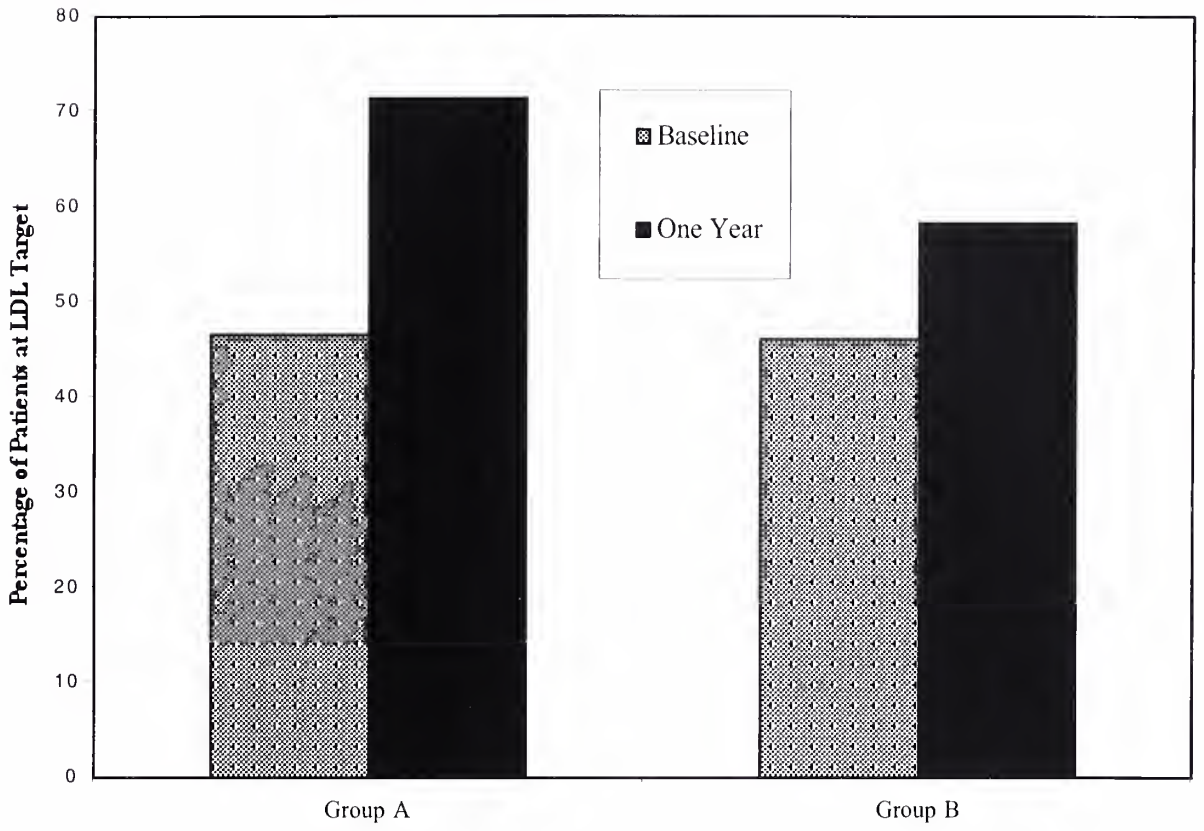 80
70
60
50
40
30
20
10
0
Percentage of Patients at LDL Target
Baseline
One Year
Group A
Group B